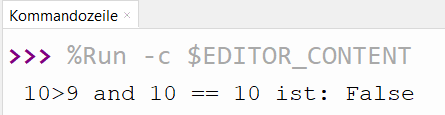 Kommandozeile ×
>>> %Run -c $EDITOR_CONTENT
10>9 and 10 == 10 ist: False